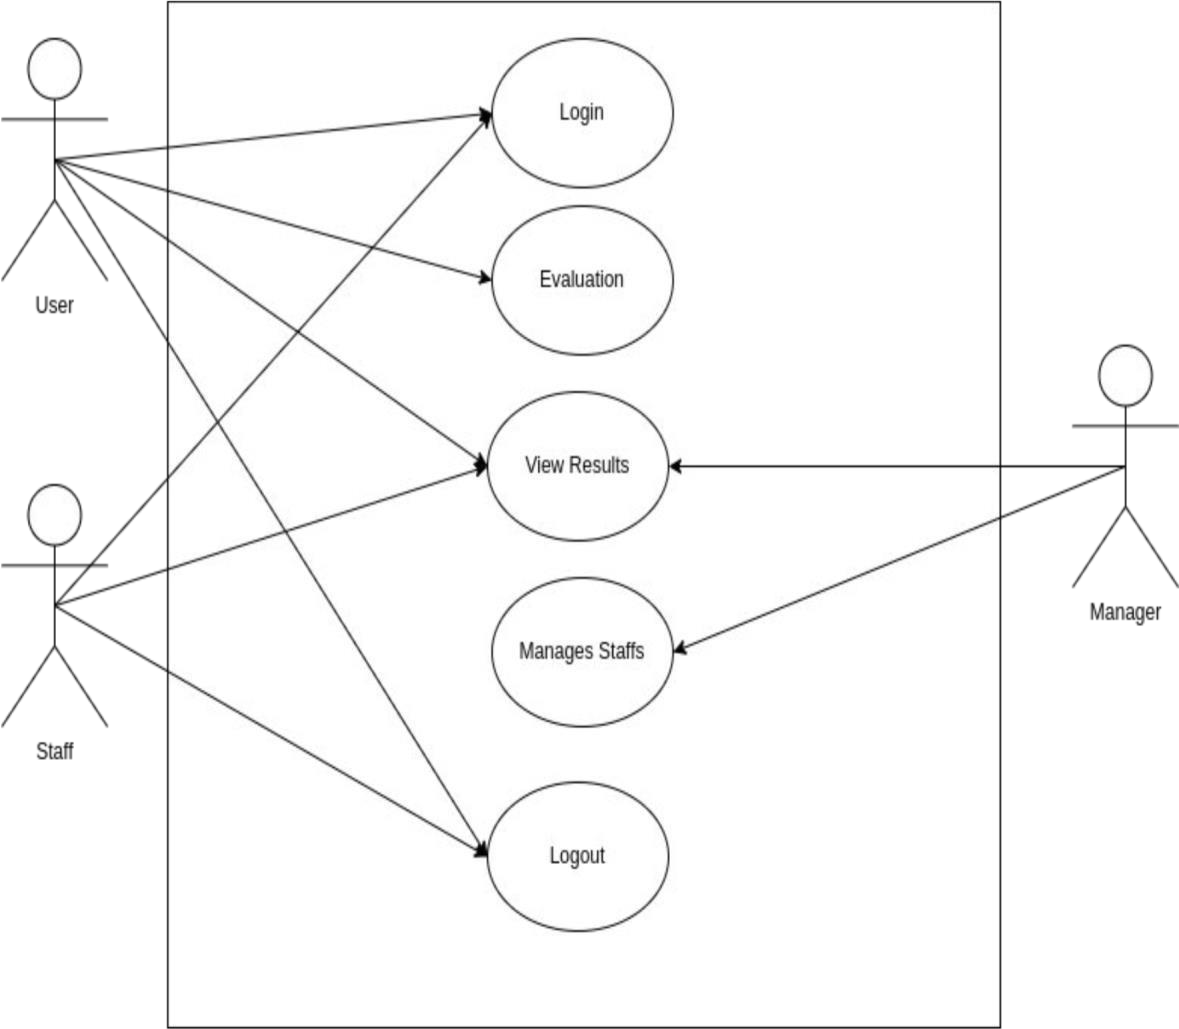 Login
Evaluation
User
View Results
Manager
Manages Staffs
Staff
Logout